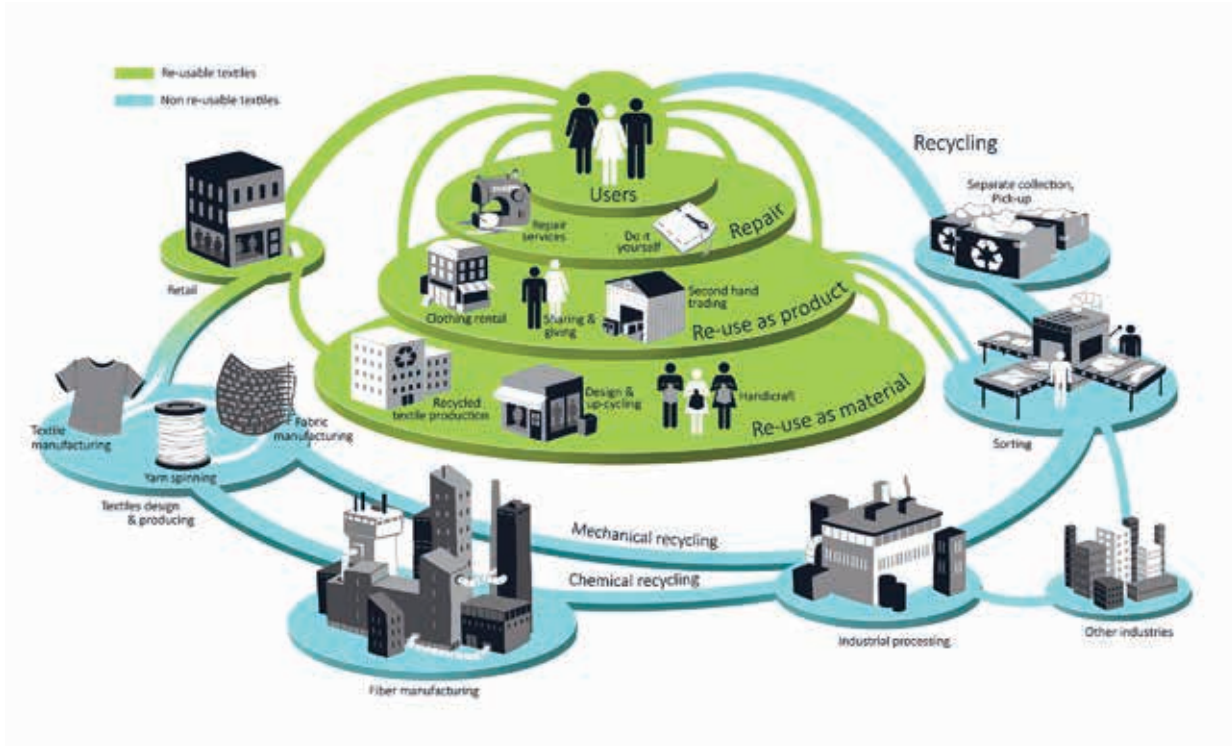 Re-usable textiles
Non re-usable textiles
Recycling
Separate collection,
Pick-up
Users
Repair
services
Do it
yourself
Repair
Retail
Clothing rental
Sharing &
giving
Second hand
trading
Re-use as product
Recycled
textile production
Design &
up-cycling
Handicraft
Re-use as material
Sorting
Textile
manufacturing
Fabric
manufacturing
Yarn spinning
Textiles design
& producing
Mechanical recycling
Chemical recycling
Industrial processing
Other industries
Fiber manufacturing